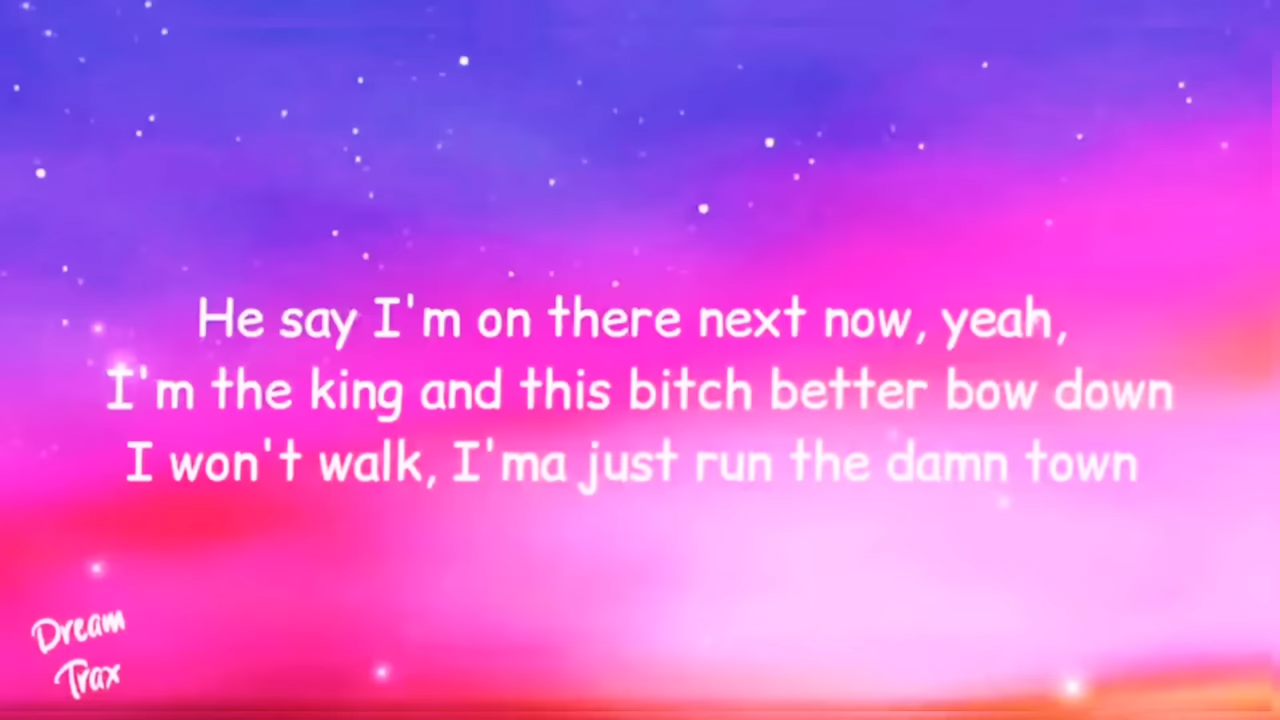 He say I'm on there next now, yeah,
I'm the king and this bitch better bow down
I won't walk, I'ma just run the damn town
Dream
Trax